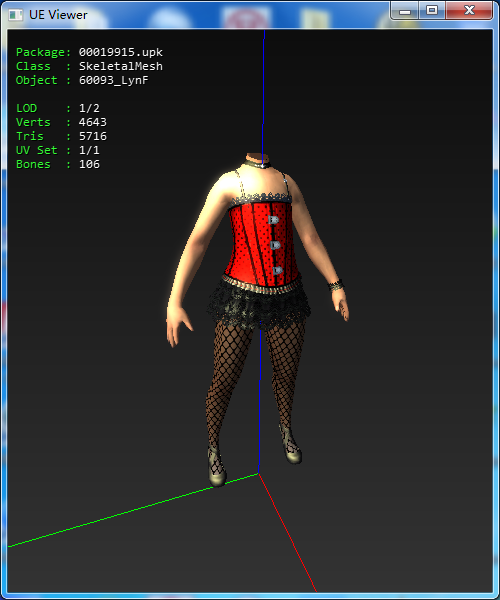 UE Viewer
Package: 00019915.upk
Class : SkeletalMesh
Object : 60093_LynF
LOD : 1/2
Verts : 4643
Tris : 5716
UV Set : 1/1
Bones : 106